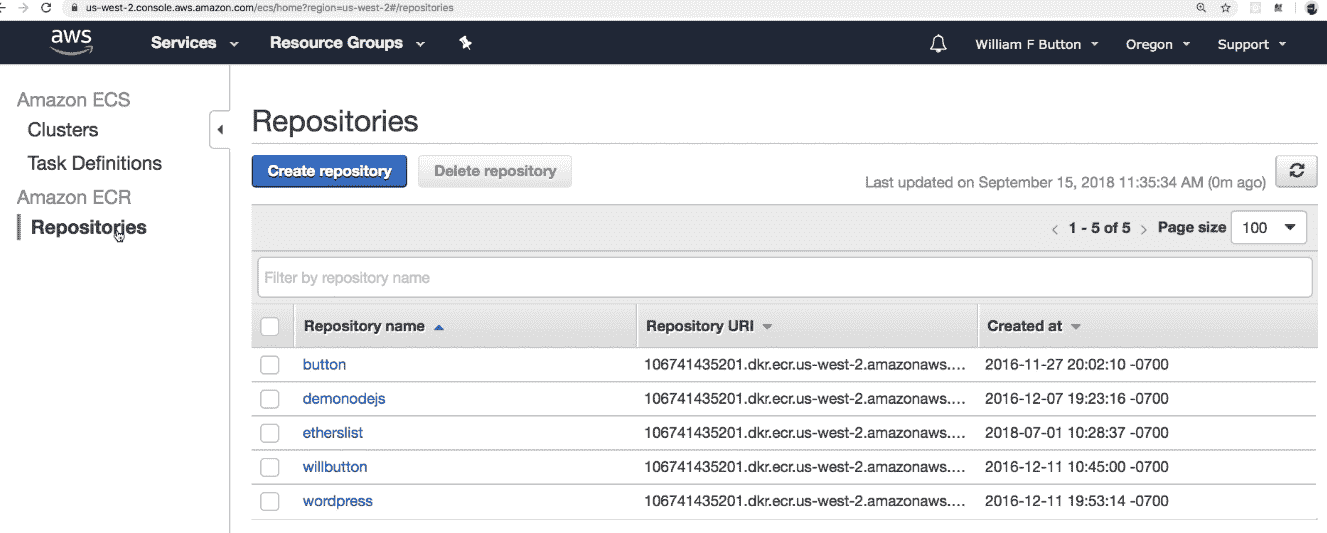 us-west-2.console.aws.amazon.com/ecs/home?region=us-west-2#/repositories
aws Services Resource Groups William F Button Oregon Support
Amazon ECS
Clusters
Task Definitions
Amazon ECR
Repositories
Repositories
Create repository Delete repository
Last updated on September 15, 2018 11:35:34 AM (0m ago)
< 1 - 5 of 5 > Page size 100
Filter by repository name
Repository name Repository URI Created at
button 106741435201.dkr.ecr.us-west-2.amazonaws.... 2016-11-27 20:02:10 -0700
demonodejs 106741435201.dkr.ecr.us-west-2.amazonaws.... 2016-12-07 19:23:16 -0700
etherslist 106741435201.dkr.ecr.us-west-2.amazonaws.... 2018-07-01 10:28:37 -0700
willbutton 106741435201.dkr.ecr.us-west-2.amazonaws.... 2016-12-11 10:45:00 -0700
wordpress 106741435201.dkr.ecr.us-west-2.amazonaws.... 2016-12-11 19:53:14 -0700